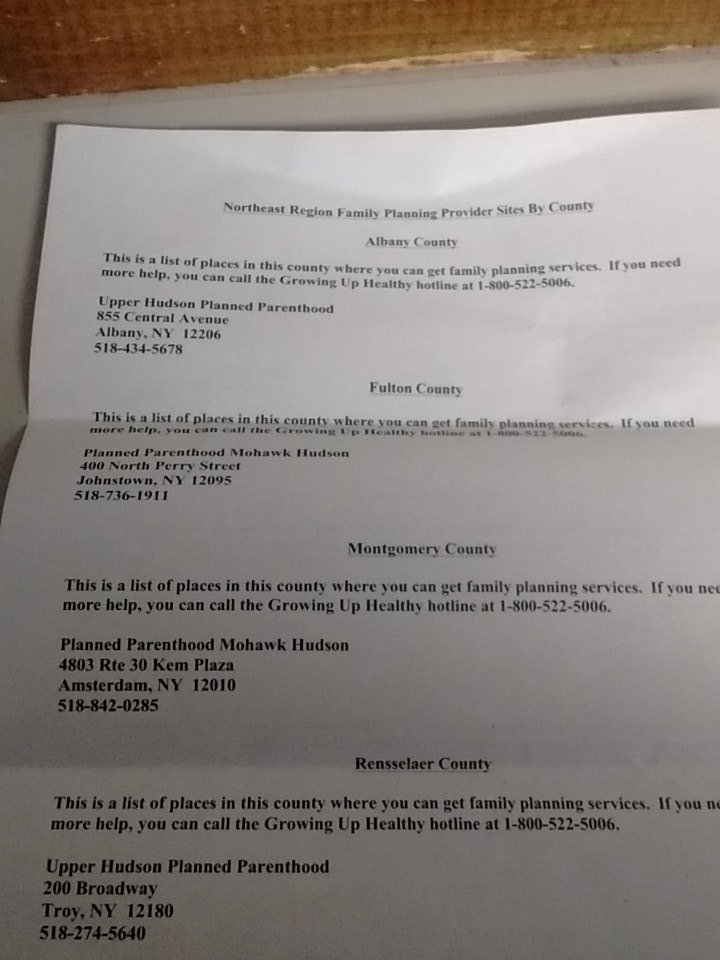 Northeast Region Family Planning Provider Sites By County
Albany County
This is a list of places in this county where you can get family planning services. If you need
more help, you can call the Growing Up Healthy hotline at 1-800-522-5006.
Upper Hudson Planned Parenthood
855 Central Avenue
Albany, NY 12206
518-434-5678
Fulton County
This is a list of places in this county where you can get family planning services. If you need
more help, you can call the Growing Up Healthy hotline at 1-800-522-5006.
Planned Parenthood Mohawk Hudson
400 North Perry Street
Johnstown, NY 12095
518-736-1911
Montgomery County
This is a list of places in this county where you can get family planning services. If you nee
more help, you can call the Growing Up Healthy hotline at 1-800-522-5006.
Planned Parenthood Mohawk Hudson
4803 Rte 30 Kem Plaza
Amsterdam, NY 12010
518-842-0285
Rensselaer County
This is a list of places in this county where you can get family planning services. If you ne
more help, you can call the Growing Up Healthy hotline at 1-800-522-5006.
Upper Hudson Planned Parenthood
200 Broadway
Troy, NY 12180
518-274-5640